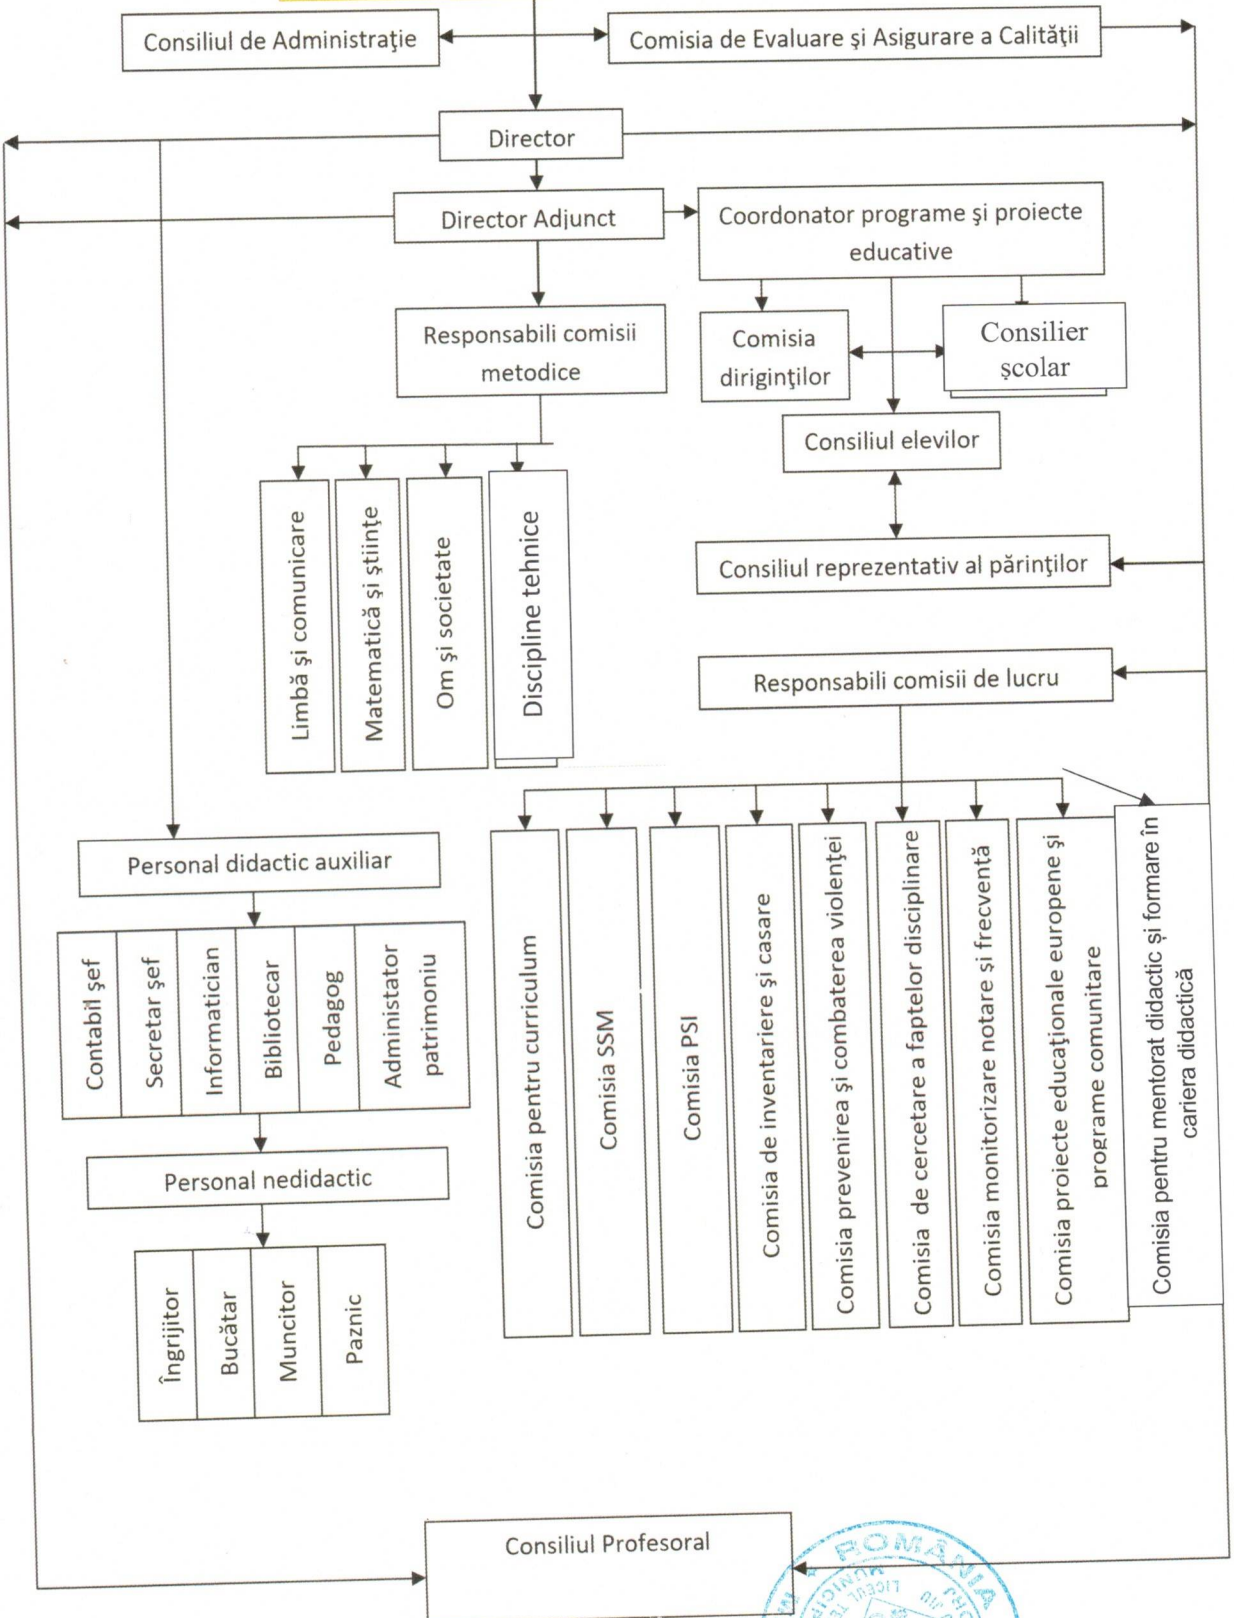 Consiliul de Administraţie
Comisia de Evaluare şi Asigurare a Calităţii
Director
Director Adjunct
Coordonator programe şi proiecte
educative
Responsabili comisii
metodice
Comisia
diriginţilor
Consilier
școlar
Consiliul elevilor
Limbă şi comunicare
Matematică şi ştiinţe
Om şi societate
Discipline tehnice
Consiliul reprezentativ al părinţilor
Responsabili comisii de lucru
Personal didactic auxiliar
Contabil şef
Secretar şef
Informatician
Bibliotecar
Pedagog
Administator
patrimoniu
Personal nedidactic
Îngrijitor
Bucătar
Muncitor
Paznic
Comisia pentru curriculum
Comisia SSM
Comisia PSI
Comisia de inventariere şi casare
Comisia prevenirea şi combaterea violenţei
Comisia de cercetare a faptelor disciplinare
Comisia monitorizare notare şi frecvenţă
Comisia proiecte educaţionale europene şi
programe comunitare
Comisia pentru mentorat didactic și formare în
cariera didactică
Consiliul Profesoral
ROMÂNIA
LICEUL
JIU